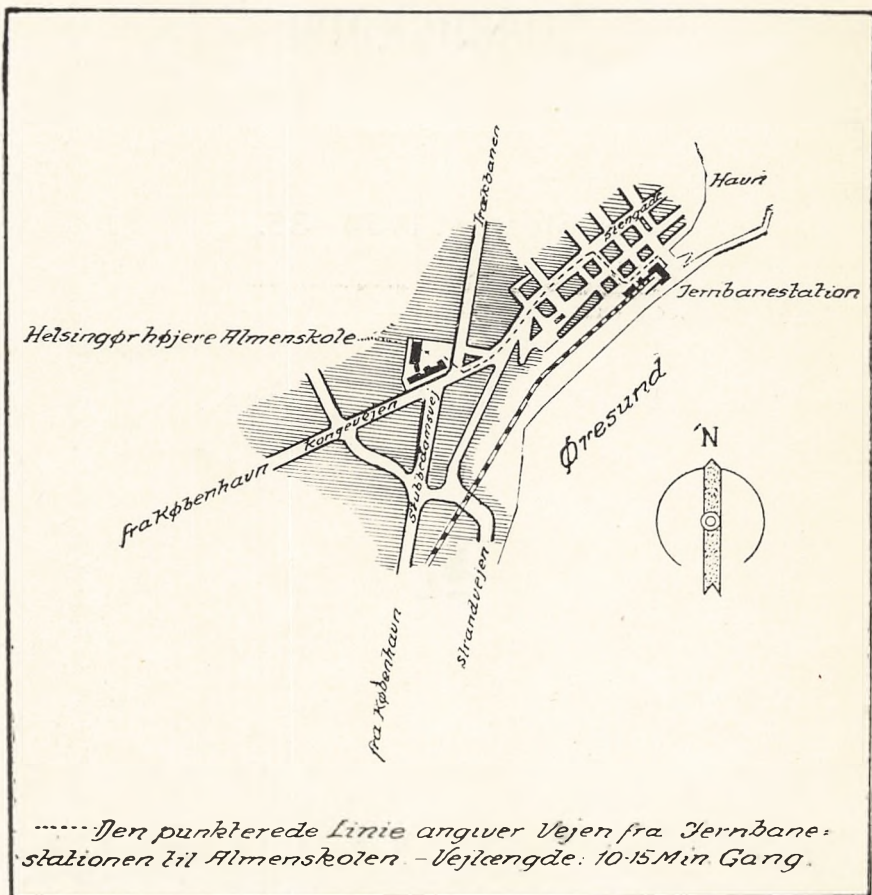 Trækbanen
Havn
Stengade
Jernbanestation
Helsingør højere Almenskole
Øresund
Kongevejen
Stubbedamsvej
N
fra København
Strandvejen
fra København
Den punkterede Linie angiver Vejen fra Jernbane=
stationen til Almenskolen - Vejlængde: 10-15 Min Gang.